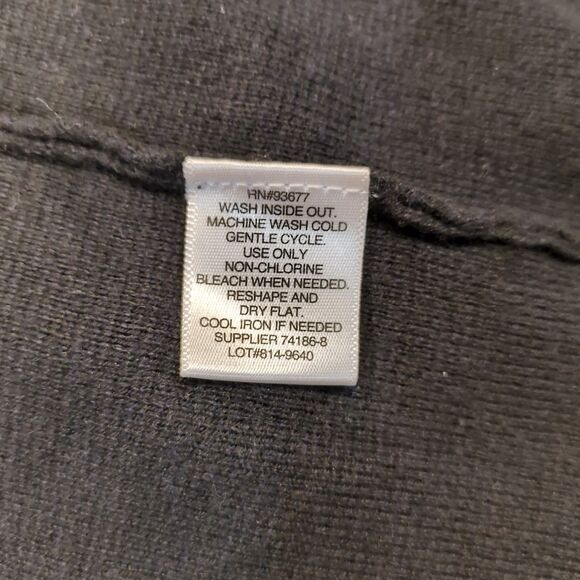 RN#93677
WASH INSIDE OUT.
MACHINE WASH COLD
GENTLE CYCLE.
USE ONLY
NON-CHLORINE
BLEACH WHEN NEEDED.
RESHAPE AND
DRY FLAT.
COOL IRON IF NEEDED
SUPPLIER 74186-8
LOT#814-9640